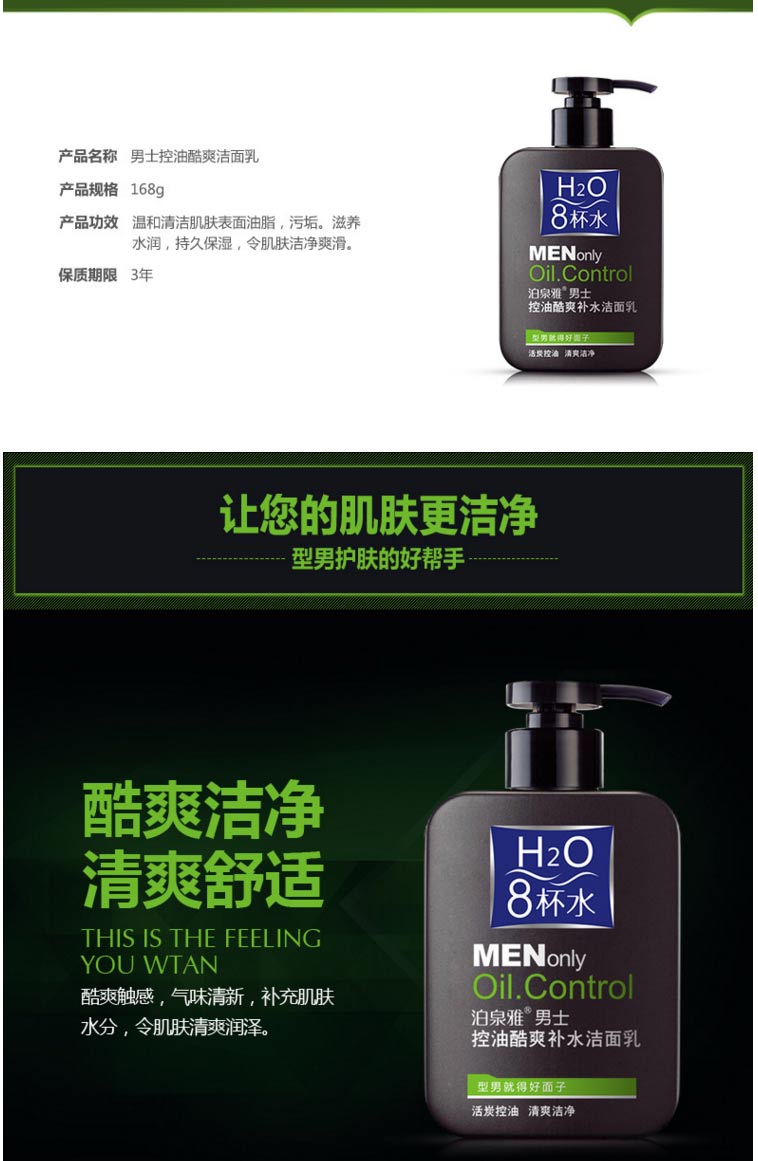 产品名称 男士控油酷爽洁面乳
产品规格 168g
产品功效 温和清洁肌肤表面油脂，污垢。滋养
水润，持久保湿，令肌肤洁净爽滑。
保质期限 3年
H2O
8杯水
MENonly
Oil.Control
泊泉雅®男士
控油酷爽补水洁面乳
型男就得好面子
活炭控油 清爽洁净
让您的肌肤更洁净
型男护肤的好帮手
酷爽洁净
清爽舒适
THIS IS THE FEELING
YOU WTAN
酷爽触感，气味清新，补充肌肤
水分，令肌肤清爽润泽。
H2O
8杯水
MENonly
Oil.Control
泊泉雅®男士
控油酷爽补水洁面乳
型男就得好面子
活炭控油 清爽洁净